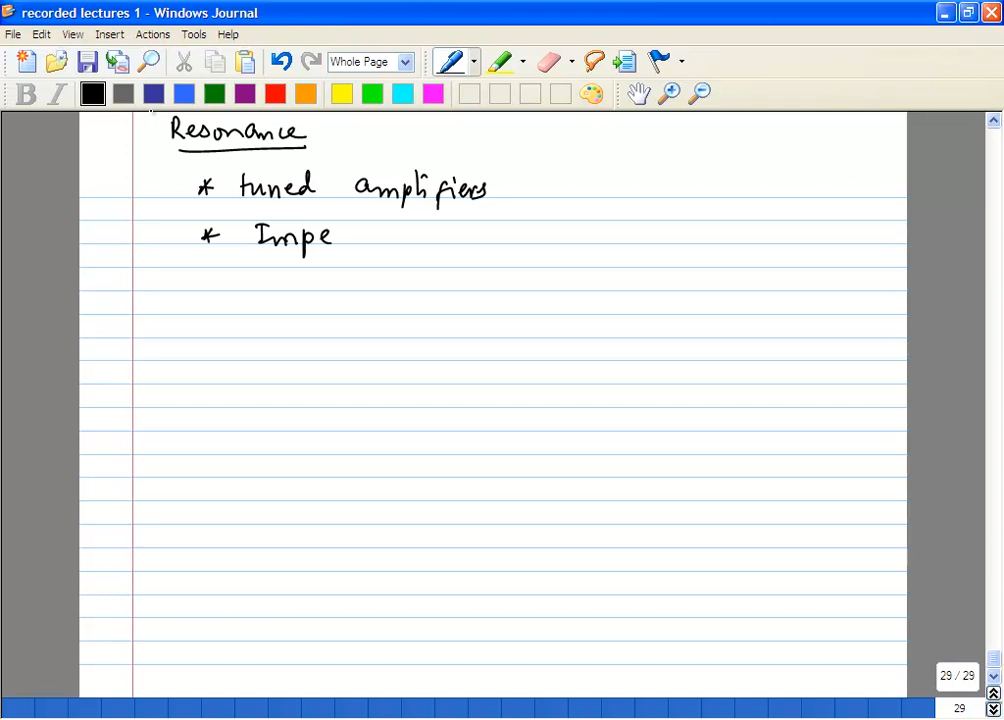 recorded lectures 1 - Windows Journal
File Edit View Insert Actions Tools Help
Whole Page
B I
Resonance
* tuned amplifiers
* Impe
29 / 29
29